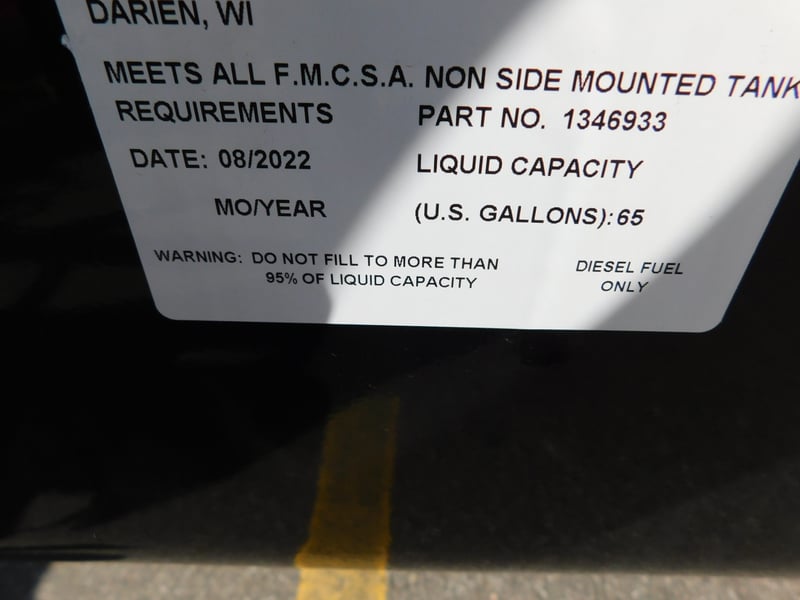 DARIEN, WI
MEETS ALL F.M.C.S.A. NON SIDE MOUNTED TANK
REQUIREMENTS PART NO. 1346933
DATE: 08/2022 LIQUID CAPACITY
MO/YEAR (U.S. GALLONS): 65
WARNING: DO NOT FILL TO MORE THAN
95% OF LIQUID CAPACITY
DIESEL FUEL
ONLY